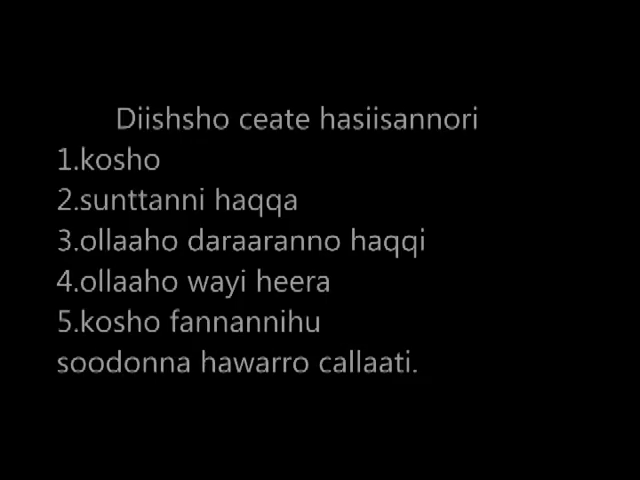 Diishsho ceate hasiisannori
1.kosho
2.sunttanni haqqa
3.ollaaho daraaranno haqqi
4.ollaaho wayi heera
5.kosho fannannihu
soodonna hawarro callaati.